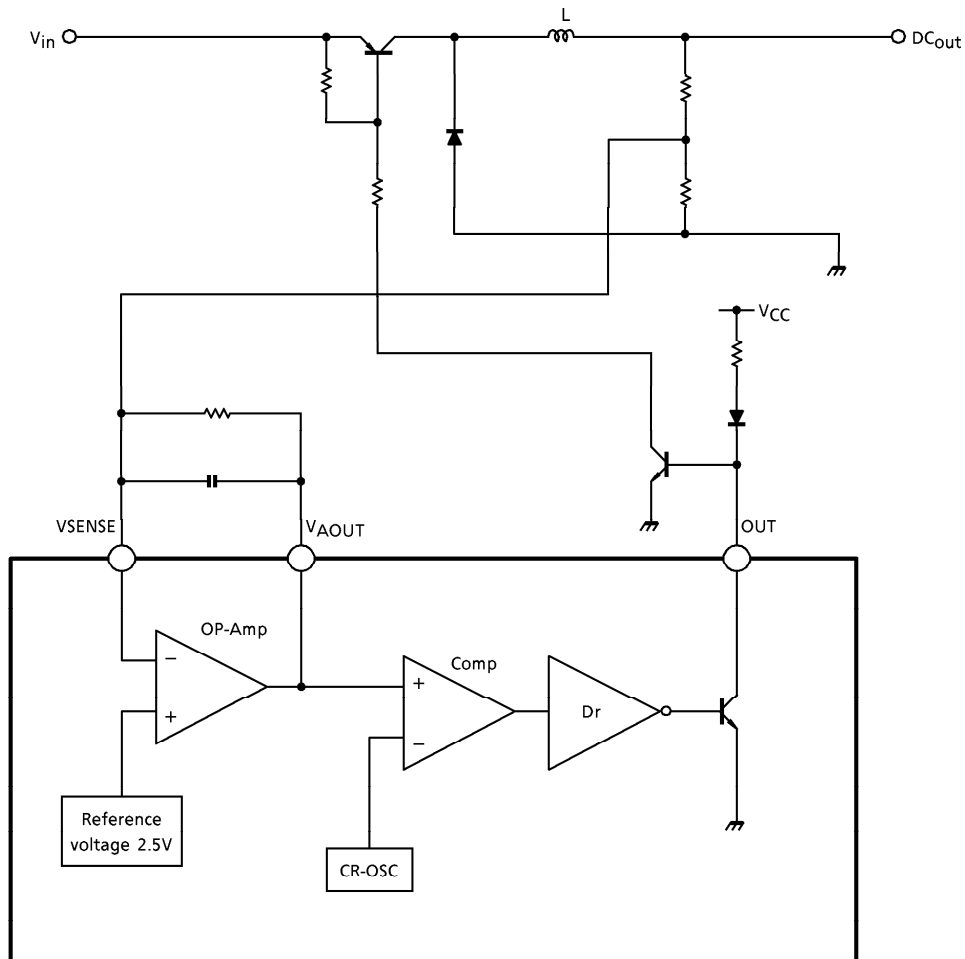 Vin
L
DCout
VCC
VSENSE
VAOUT
OUT
OP-Amp
−
+
Comp
+
−
Dr
Reference
voltage 2.5V
CR-OSC